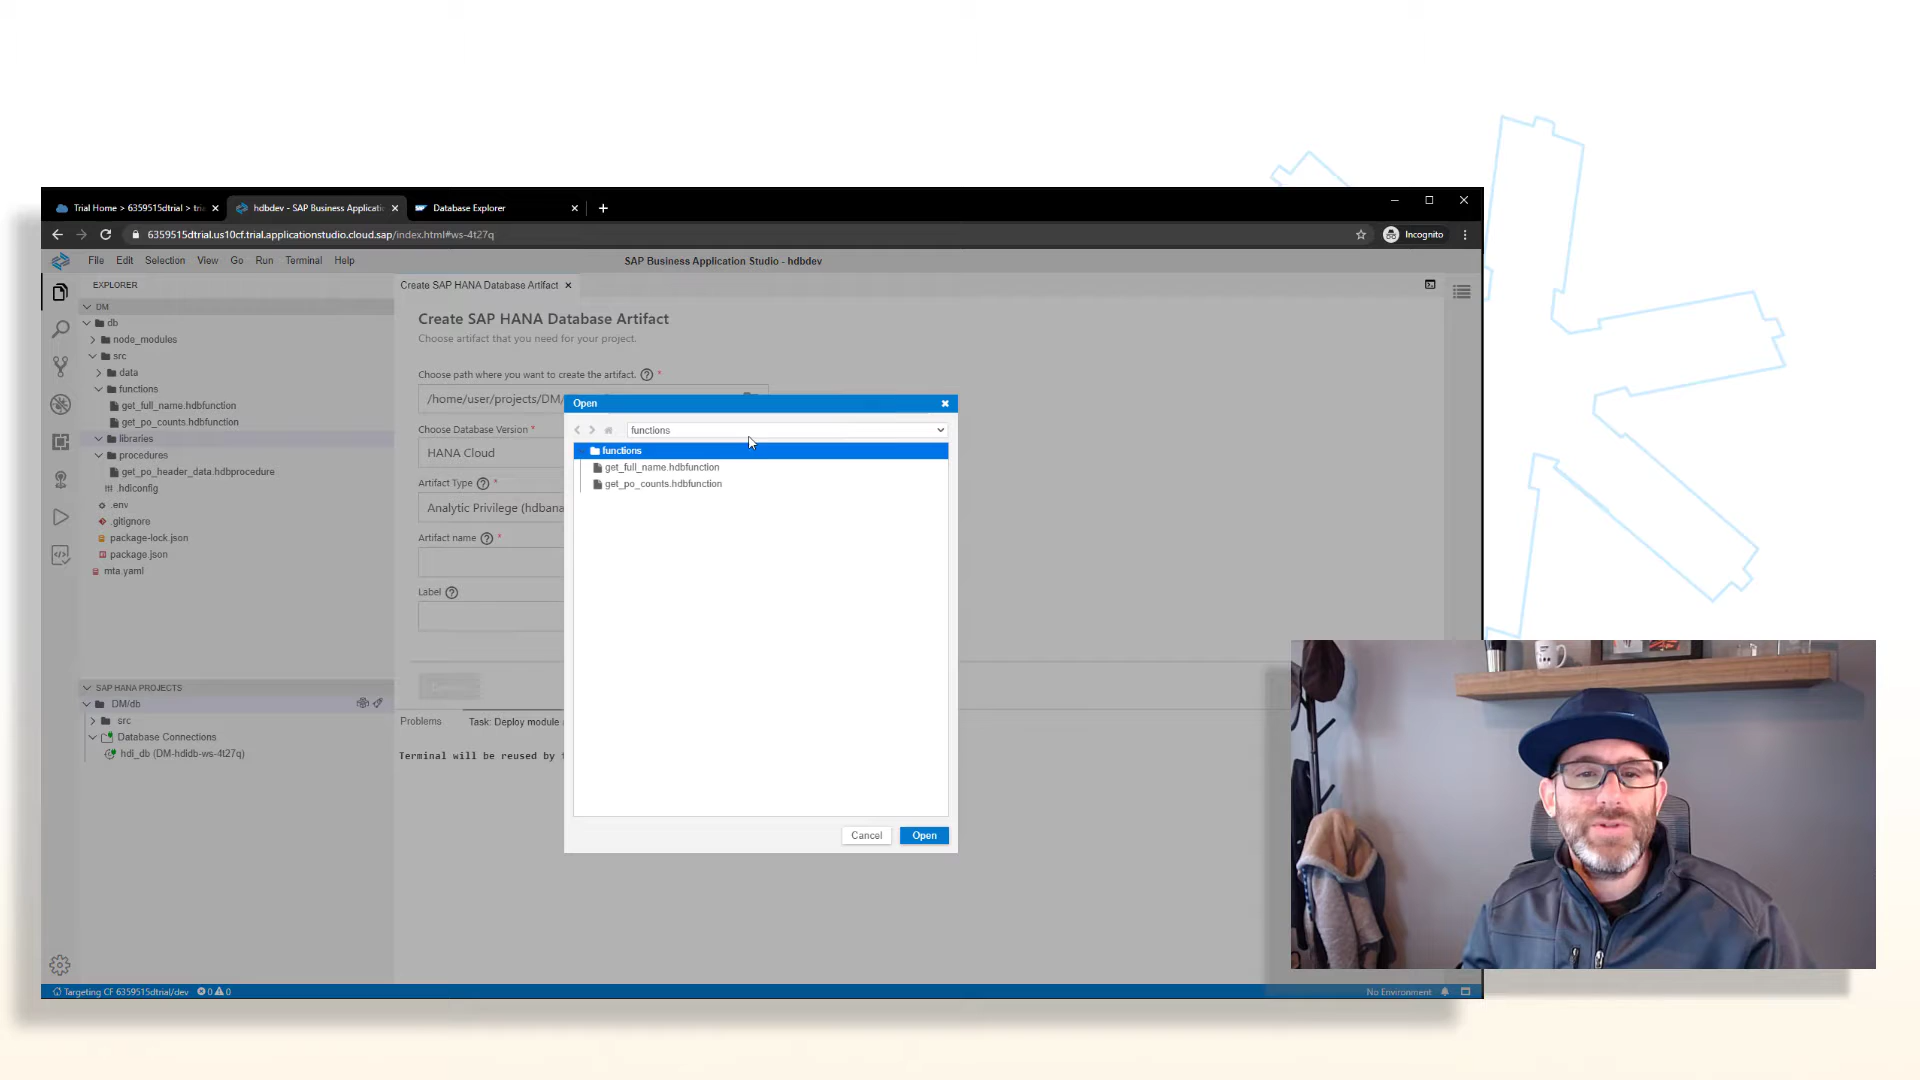 Trial Home > 6359515dtrial > tri
hdbdev - SAP Business Applicati
Database Explorer
6359515dtrial.us10cf.trial.applicationstudio.cloud.sap/index.html#ws-4t27q
Incognito
File Edit Selection View Go Run Terminal Help
SAP Business Application Studio - hdbdev
EXPLORER
DM
db
node_modules
src
data
functions
get_full_name.hdbfunction
get_po_counts.hdbfunction
libraries
procedures
get_po_header_data.hdbprocedure
.hdiconfig
.env
.gitignore
package-lock.json
package.json
mta.yaml
SAP HANA PROJECTS
DM/db
src
Database Connections
hdi_db (DM-hdidb-ws-4t27q)
Create SAP HANA Database Artifact
Create SAP HANA Database Artifact
Choose artifact that you need for your project.
Choose path where you want to create the artifact. *
/home/user/projects/DM/
Choose Database Version *
HANA Cloud
Artifact Type *
Analytic Privilege (hdbana
Artifact name *
Label
Problems Task: Deploy module
Terminal will be reused by
Open
functions
functions
get_full_name.hdbfunction
get_po_counts.hdbfunction
Cancel Open
Targeting CF 6359515dtrial/dev 0 0
No Environment